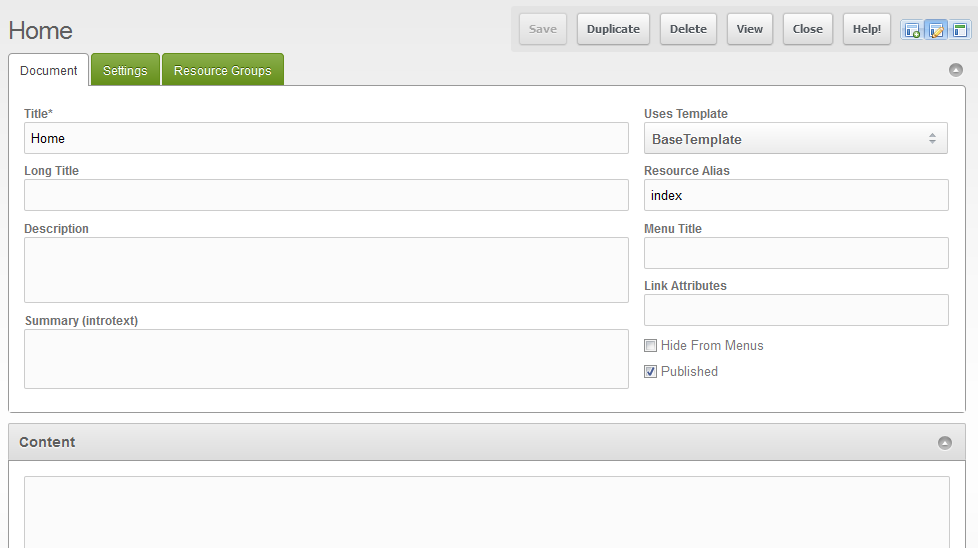 Home
Save Duplicate Delete View Close Help!
Document Settings Resource Groups
Title* Uses Template
Home BaseTemplate
Long Title Resource Alias
index
Description Menu Title
Link Attributes
Summary (introtext)
Hide From Menus
Published
Content